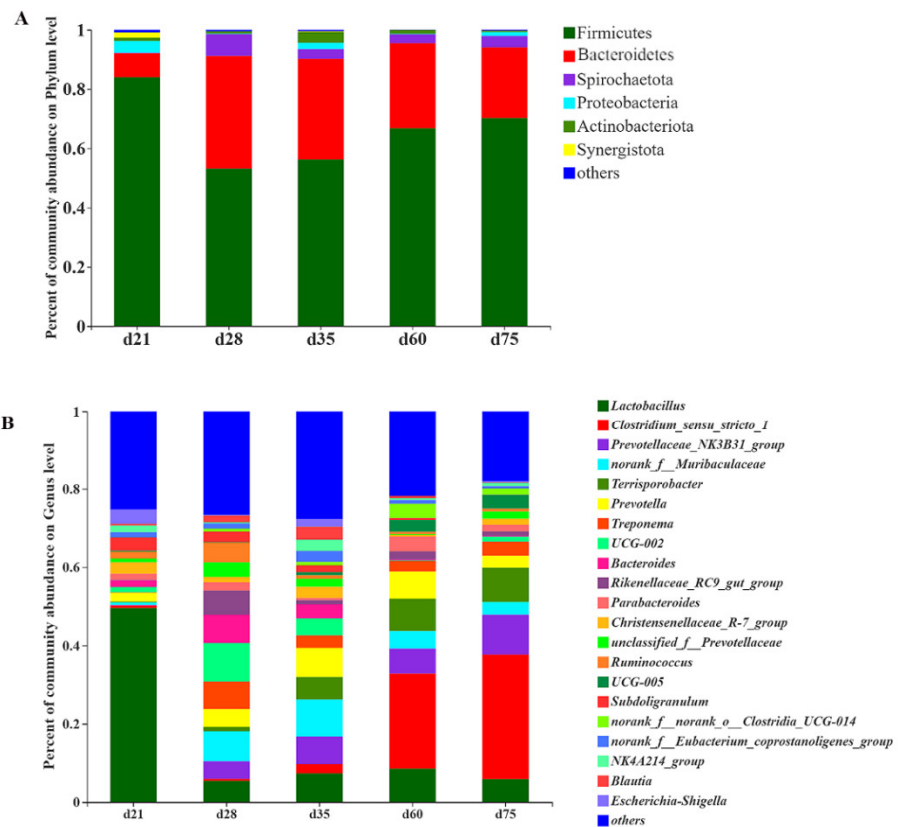 A
Percent of community abundance on Phylum level
1
0.8
0.6
0.4
0.2
0
d21
d28
d35
d60
d75
Firmicutes
Bacteroidetes
Spirochaetota
Proteobacteria
Actinobacteriota
Synergistota
others
B
Percent of community abundance on Genus level
1
0.8
0.6
0.4
0.2
0
d21
d28
d35
d60
d75
Lactobacillus
Clostridium_sensu_stricto_1
Prevotellaceae_NK3B31_group
norank_f__Muribaculaceae
Terrisporobacter
Prevotella
Treponema
UCG-002
Bacteroides
Rikenellaceae_RC9_gut_group
Parabacteroides
Christensenellaceae_R-7_group
unclassified_f__Prevotellaceae
Ruminococcus
UCG-005
Subdoligranulum
norank_f__norank_o__Clostridia_UCG-014
norank_f__Eubacterium_coprostanoligenes_group
NK4A214_group
Blautia
Escherichia-Shigella
others